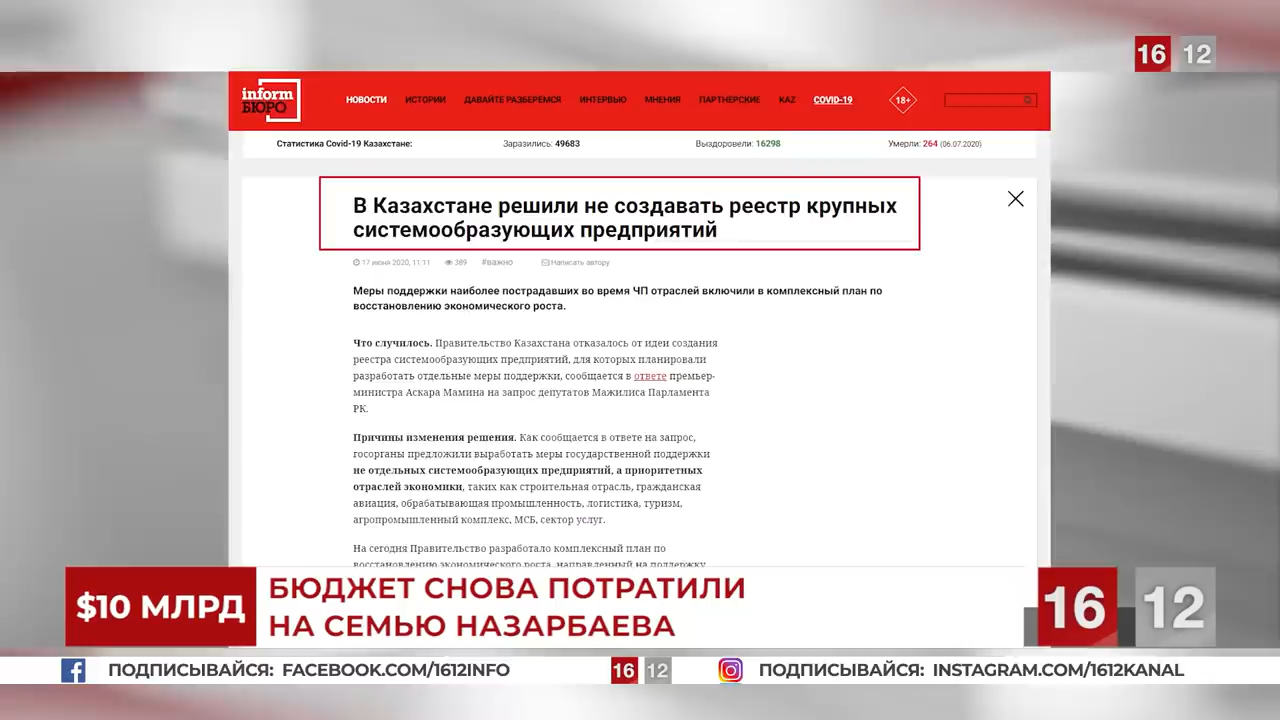 16 12
inform
БЮРО
НОВОСТИ ИСТОРИИ ДАВАЙТЕ РАЗБЕРЕМСЯ ИНТЕРВЬЮ МНЕНИЯ ПАРТНЕРСКИЕ KAZ COVID-19 18+
Статистика Covid-19 Казахстане: Заразились: 49683 Выздоровели: 16298 Умерли: 264 (06.07.2020)
В Казахстане решили не создавать реестр крупных
системообразующих предприятий
17 июня 2020, 11:11 389 #важно Написать автору
Меры поддержки наиболее пострадавших во время ЧП отраслей включили в комплексный план по
восстановлению экономического роста.
Что случилось. Правительство Казахстана отказалось от идеи создания
реестра системообразующих предприятий, для которых планировали
разработать отдельные меры поддержки, сообщается в ответе премьер-
министра Аскара Мамина на запрос депутатов Мажилиса Парламента
РК.
Причины изменения решения. Как сообщается в ответе на запрос,
госорганы предложили выработать меры государственной поддержки
не отдельных системообразующих предприятий, а приоритетных
отраслей экономики, таких как строительная отрасль, гражданская
авиация, обрабатывающая промышленность, логистика, туризм,
агропромышленный комплекс, МСБ, сектор услуг.
На сегодня Правительство разработало комплексный план по
восстановлению экономического роста, направленный на поддержку
$10 МЛРД
БЮДЖЕТ СНОВА ПОТРАТИЛИ
НА СЕМЬЮ НАЗАРБАЕВА
16 12
ПОДПИСЫВАЙСЯ: FACEBOOK.COM/1612INFO 16 12 ПОДПИСЫВАЙСЯ: INSTAGRAM.COM/1612KANAL